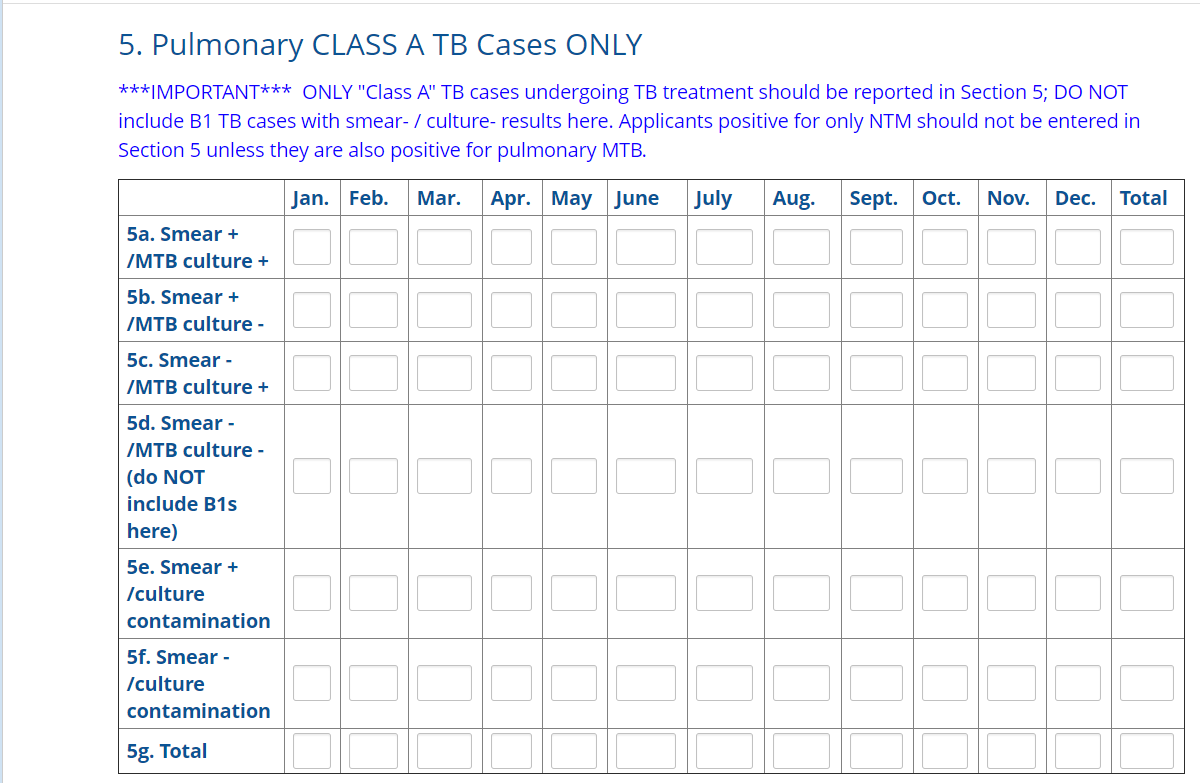 5. Pulmonary CLASS A TB Cases ONLY
***IMPORTANT*** ONLY "Class A" TB cases undergoing TB treatment should be reported in Section 5; DO NOT
include B1 TB cases with smear- / culture- results here. Applicants positive for only NTM should not be entered in
Section 5 unless they are also positive for pulmonary MTB.
Jan. Feb. Mar. Apr. May June July Aug. Sept. Oct. Nov. Dec. Total
5a. Smear +
/MTB culture +
5b. Smear +
/MTB culture -
5c. Smear -
/MTB culture +
5d. Smear -
/MTB culture -
(do NOT
include B1s
here)
5e. Smear +
/culture
contamination
5f. Smear -
/culture
contamination
5g. Total